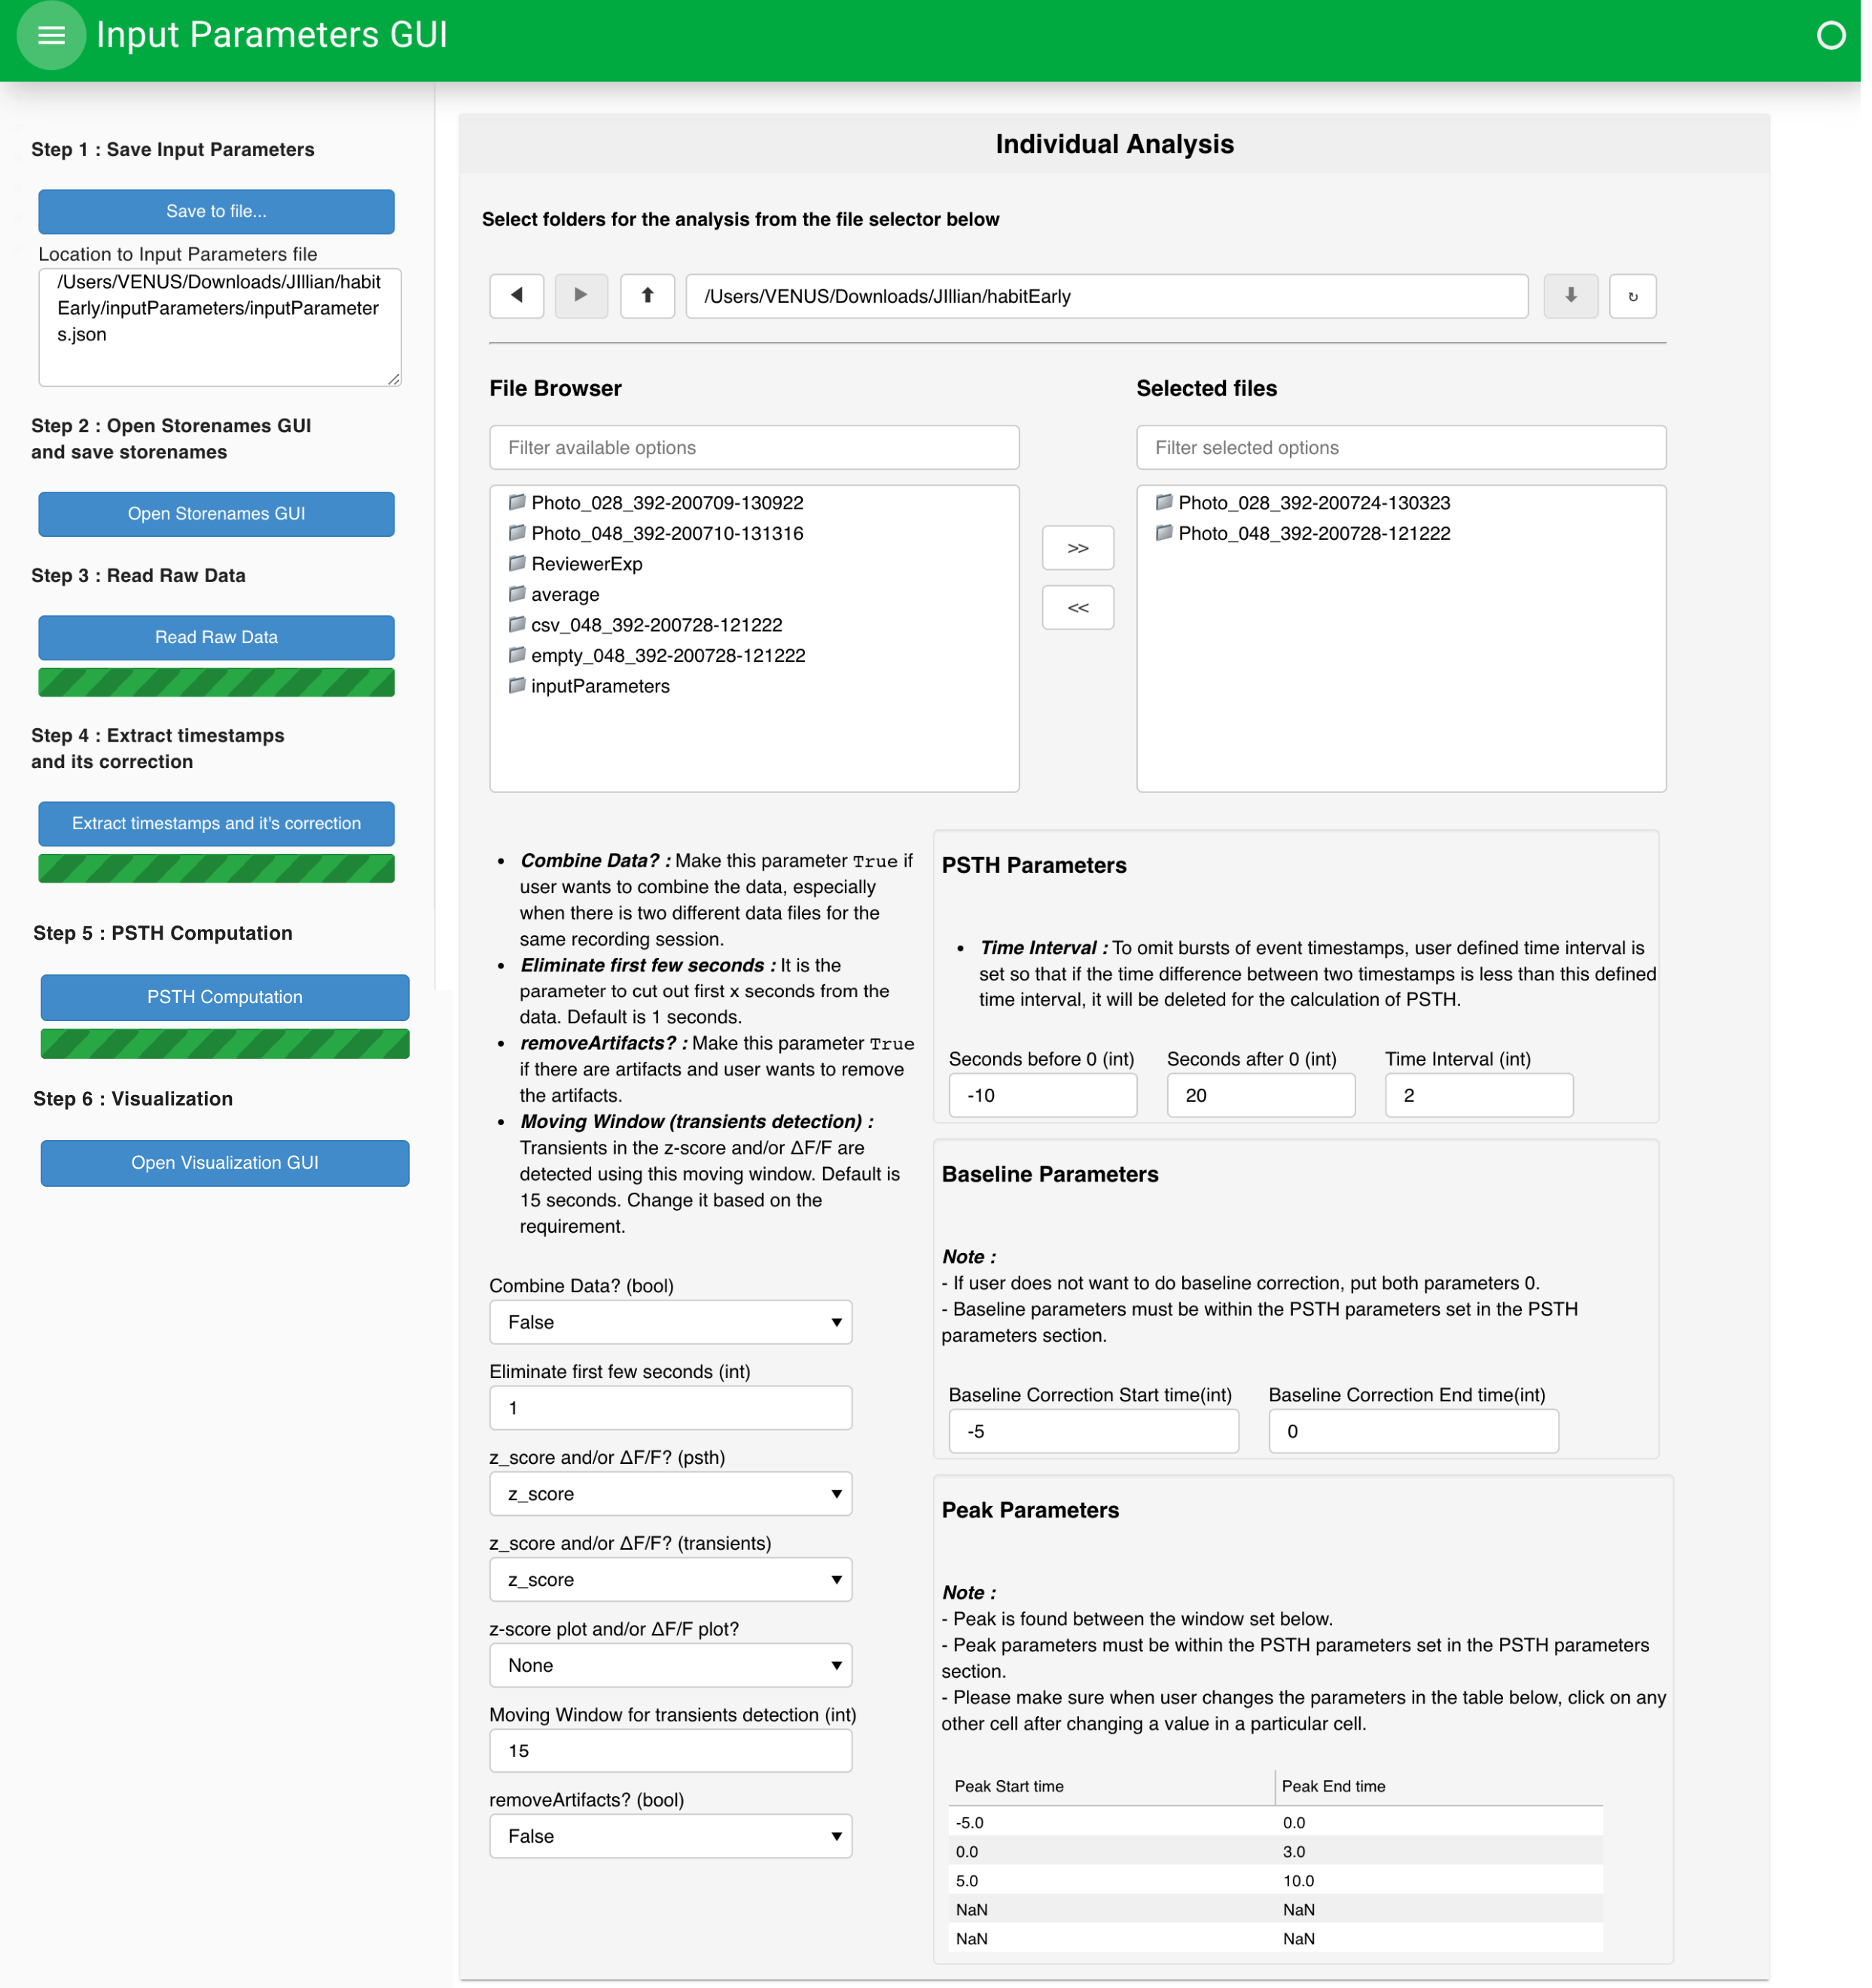 Input Parameters GUI
Step 1 : Save Input Parameters
Save to file...
Location to Input Parameters file
/Users/VENUS/Downloads/JIllian/habit
Early/inputParameters/inputParameter
s.json
Step 2 : Open Storenames GUI
and save storenames
Open Storenames GUI
Step 3 : Read Raw Data
Read Raw Data
Step 4 : Extract timestamps
and its correction
Extract timestamps and it's correction
Step 5 : PSTH Computation
PSTH Computation
Step 6 : Visualization
Open Visualization GUI
Individual Analysis
Select folders for the analysis from the file selector below
/Users/VENUS/Downloads/JIllian/habitEarly
File Browser
Filter available options
Photo_028_392-200709-130922
Photo_048_392-200710-131316
ReviewerExp
average
csv_048_392-200728-121222
empty_048_392-200728-121222
inputParameters
>>
<<
Selected files
Filter selected options
Photo_028_392-200724-130323
Photo_048_392-200728-121222
• Combine Data? : Make this parameter True if
user wants to combine the data, especially
when there is two different data files for the
same recording session.
• Eliminate first few seconds : It is the
parameter to cut out first x seconds from the
data. Default is 1 seconds.
• removeArtifacts? : Make this parameter True
if there are artifacts and user wants to remove
the artifacts.
• Moving Window (transients detection) :
Transients in the z-score and/or ΔF/F are
detected using this moving window. Default is
15 seconds. Change it based on the
requirement.
Combine Data? (bool)
False
Eliminate first few seconds (int)
1
z_score and/or ΔF/F? (psth)
z_score
z_score and/or ΔF/F? (transients)
z_score
z-score plot and/or ΔF/F plot?
None
Moving Window for transients detection (int)
15
removeArtifacts? (bool)
False
PSTH Parameters
• Time Interval : To omit bursts of event timestamps, user defined time interval is
set so that if the time difference between two timestamps is less than this defined
time interval, it will be deleted for the calculation of PSTH.
Seconds before 0 (int) Seconds after 0 (int) Time Interval (int)
-10 20 2
Baseline Parameters
Note :
- If user does not want to do baseline correction, put both parameters 0.
- Baseline parameters must be within the PSTH parameters set in the PSTH
parameters section.
Baseline Correction Start time(int) Baseline Correction End time(int)
-5 0
Peak Parameters
Note :
- Peak is found between the window set below.
- Peak parameters must be within the PSTH parameters set in the PSTH parameters
section.
- Please make sure when user changes the parameters in the table below, click on any
other cell after changing a value in a particular cell.
Peak Start time Peak End time
-5.0 0.0
0.0 3.0
5.0 10.0
NaN NaN
NaN NaN